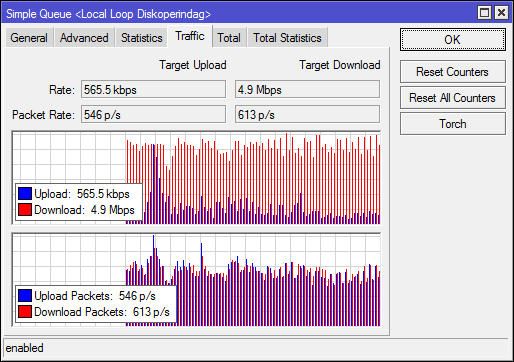 Simple Queue <Local Loop Diskoperindag>
General Advanced Statistics Traffic Total Total Statistics
OK
Target Upload Target Download
Rate: 565.5 kbps 4.9 Mbps
Reset Counters
Reset All Counters
Packet Rate: 546 p/s 613 p/s
Torch
Upload: 565.5 kbps
Download: 4.9 Mbps
Upload Packets: 546 p/s
Download Packets: 613 p/s
enabled